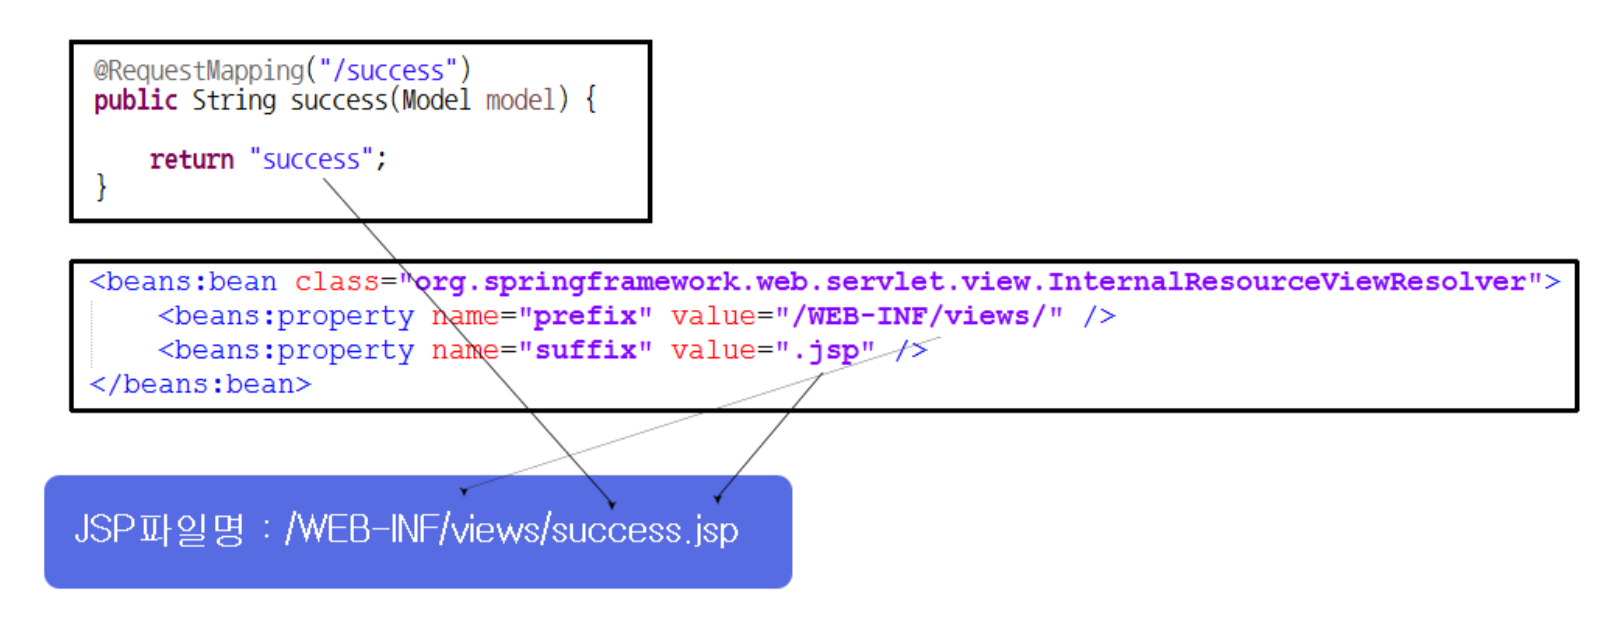 @RequestMapping("/success")
public String success(Model model) {
return "success";
}
<beans:bean class="org.springframework.web.servlet.view.InternalResourceViewResolver">
<beans:property name="prefix" value="/WEB-INF/views/" />
<beans:property name="suffix" value=".jsp" />
</beans:bean>
JSP파일명 : /WEB-INF/views/success.jsp